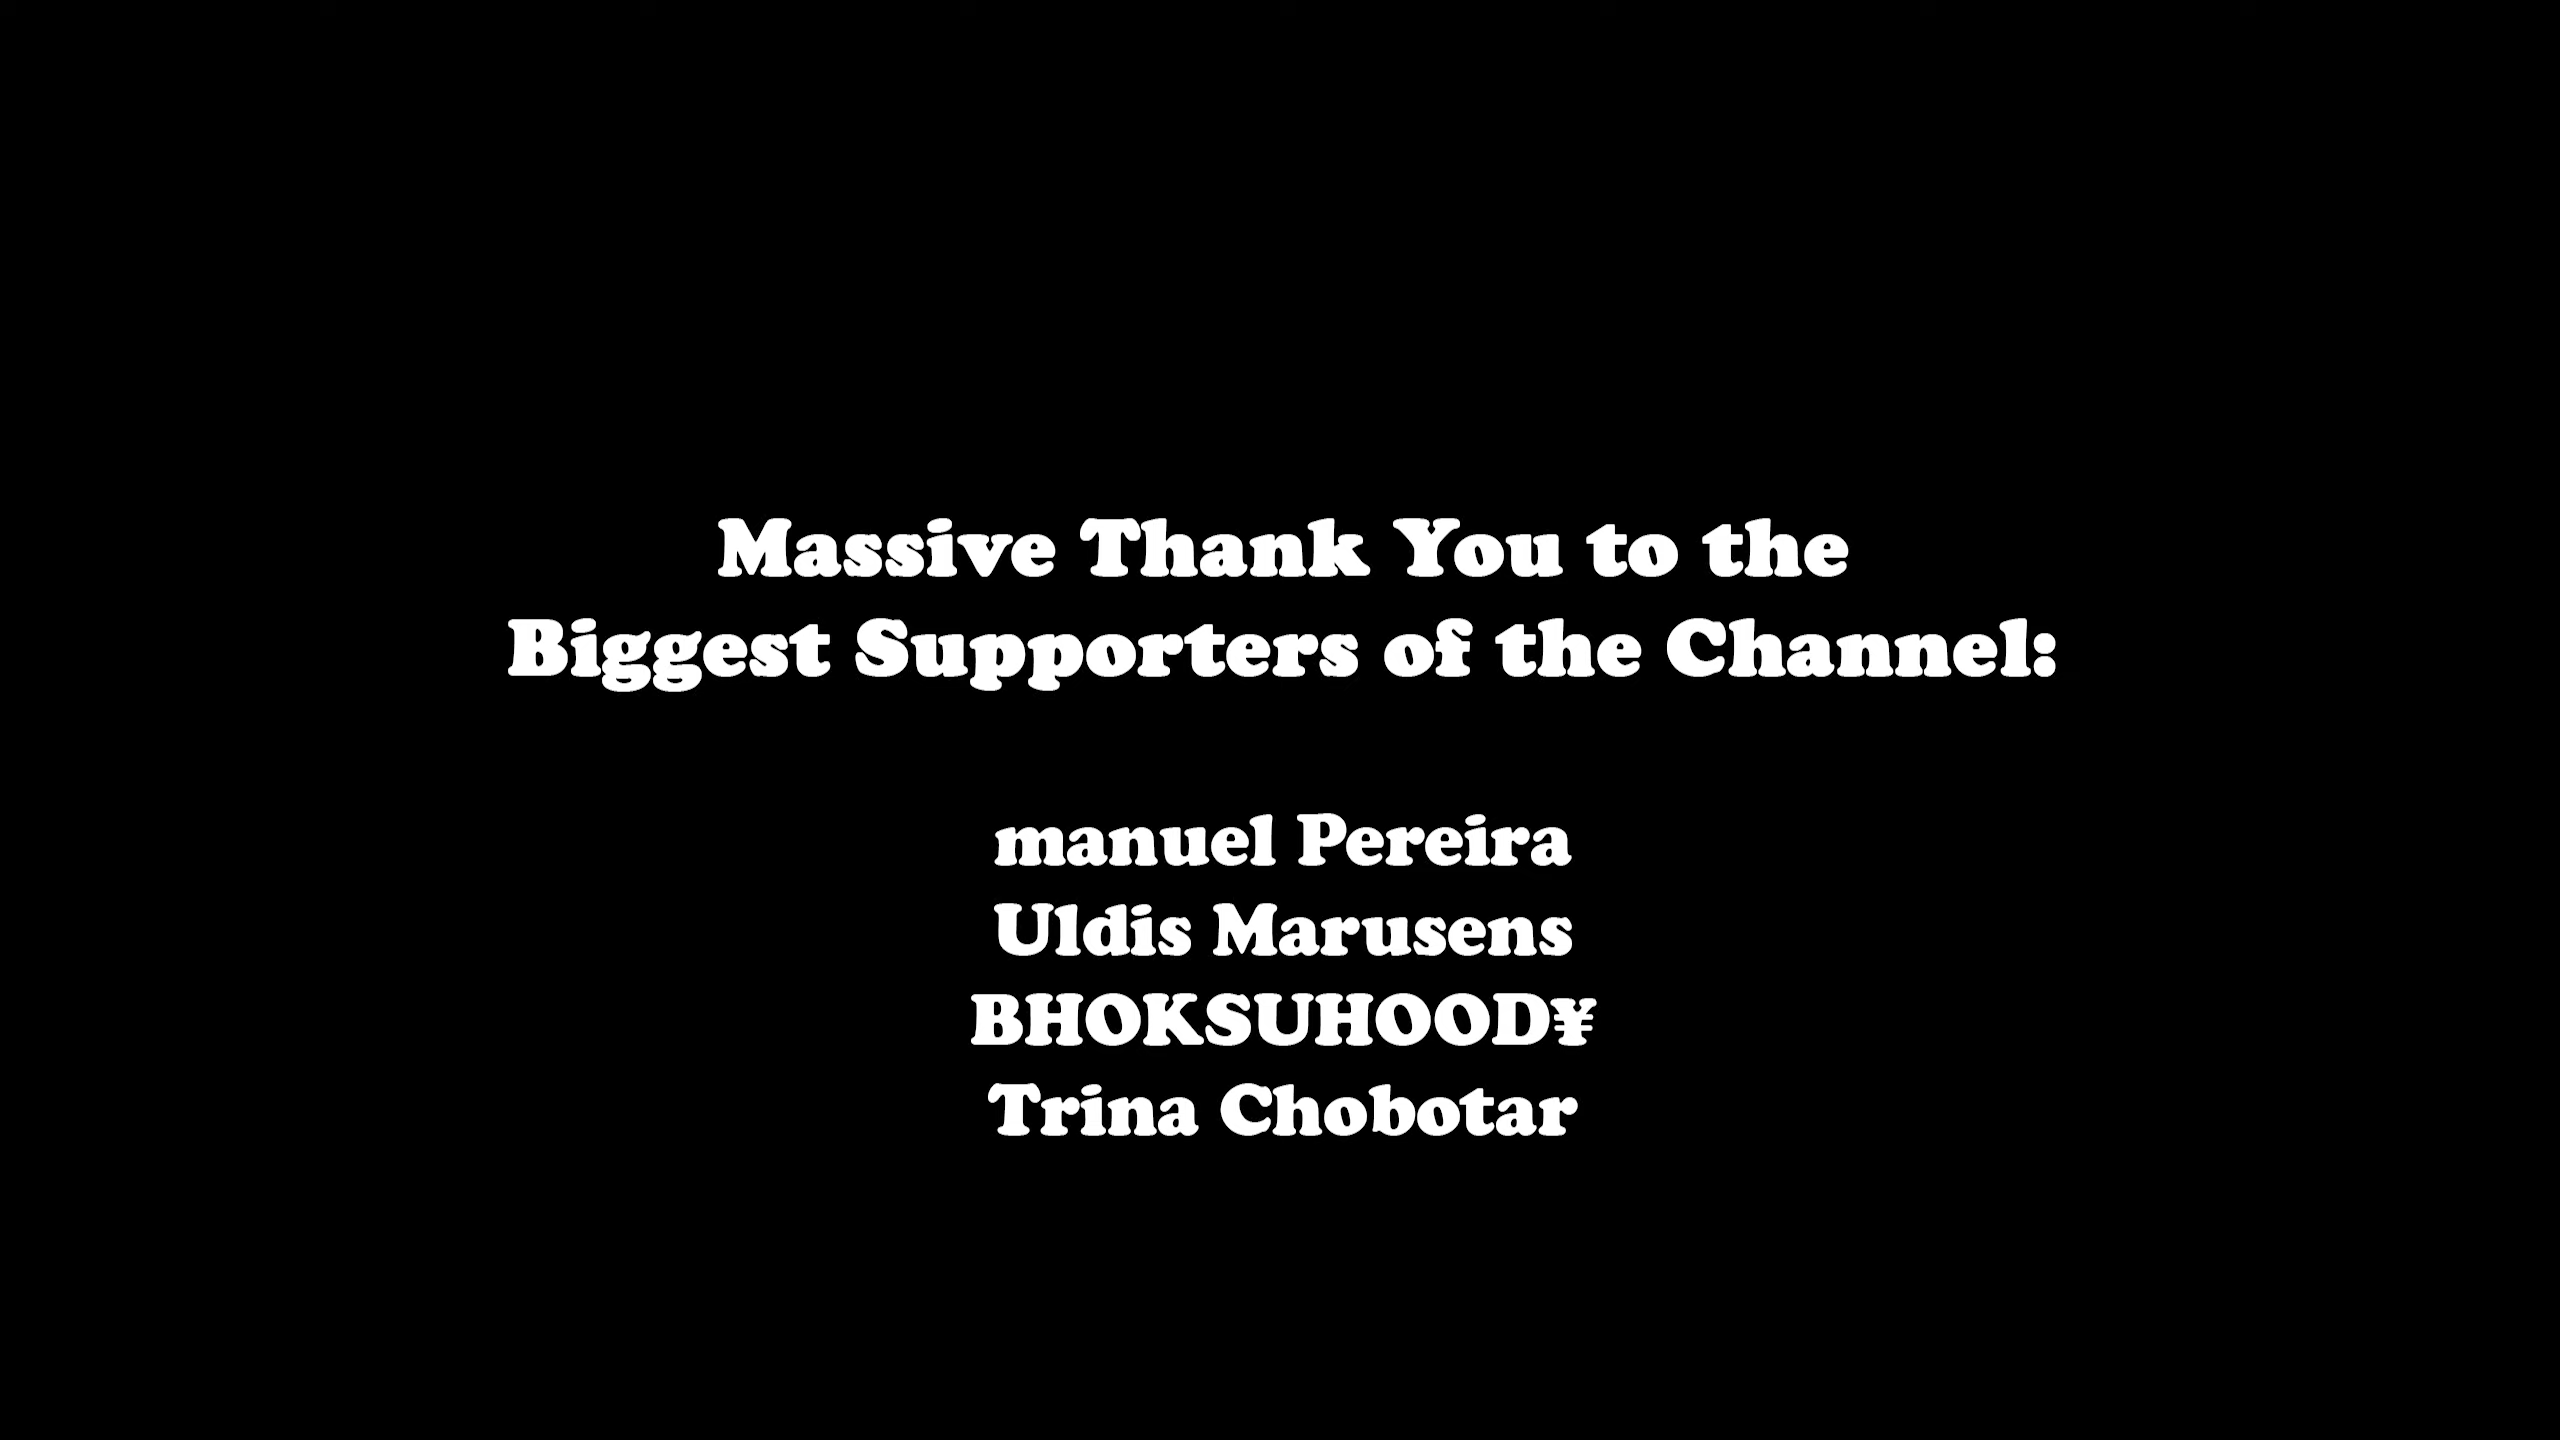 Massive Thank You to the
Biggest Supporters of the Channel:
manuel Pereira
Uldis Marusens
BHOKSUHOOD¥
Trina Chobotar